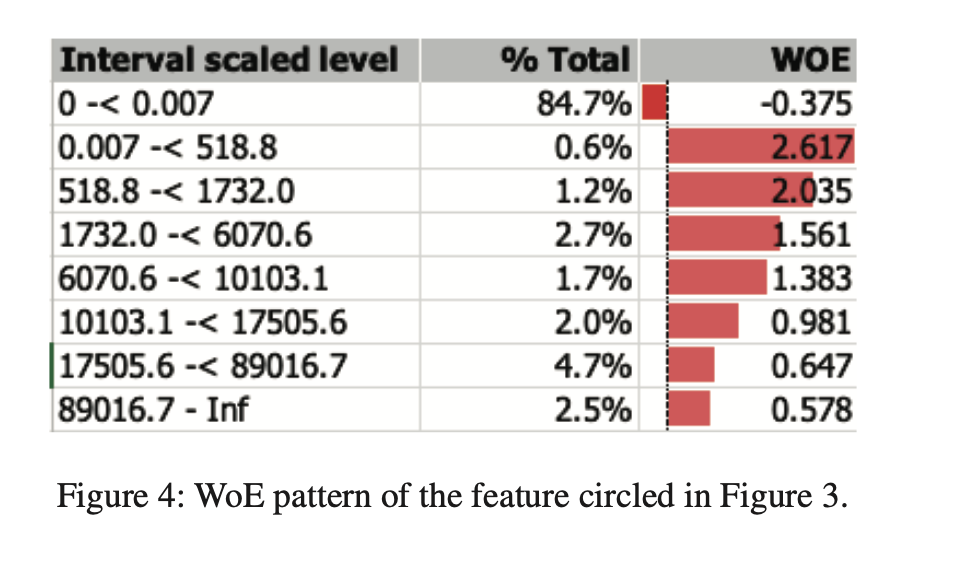 Interval scaled level % Total WOE
0 -< 0.007 84.7% -0.375
0.007 -< 518.8 0.6% 2.617
518.8 -< 1732.0 1.2% 2.035
1732.0 -< 6070.6 2.7% 1.561
6070.6 -< 10103.1 1.7% 1.383
10103.1 -< 17505.6 2.0% 0.981
17505.6 -< 89016.7 4.7% 0.647
89016.7 - Inf 2.5% 0.578
Figure 4: WoE pattern of the feature circled in Figure 3.